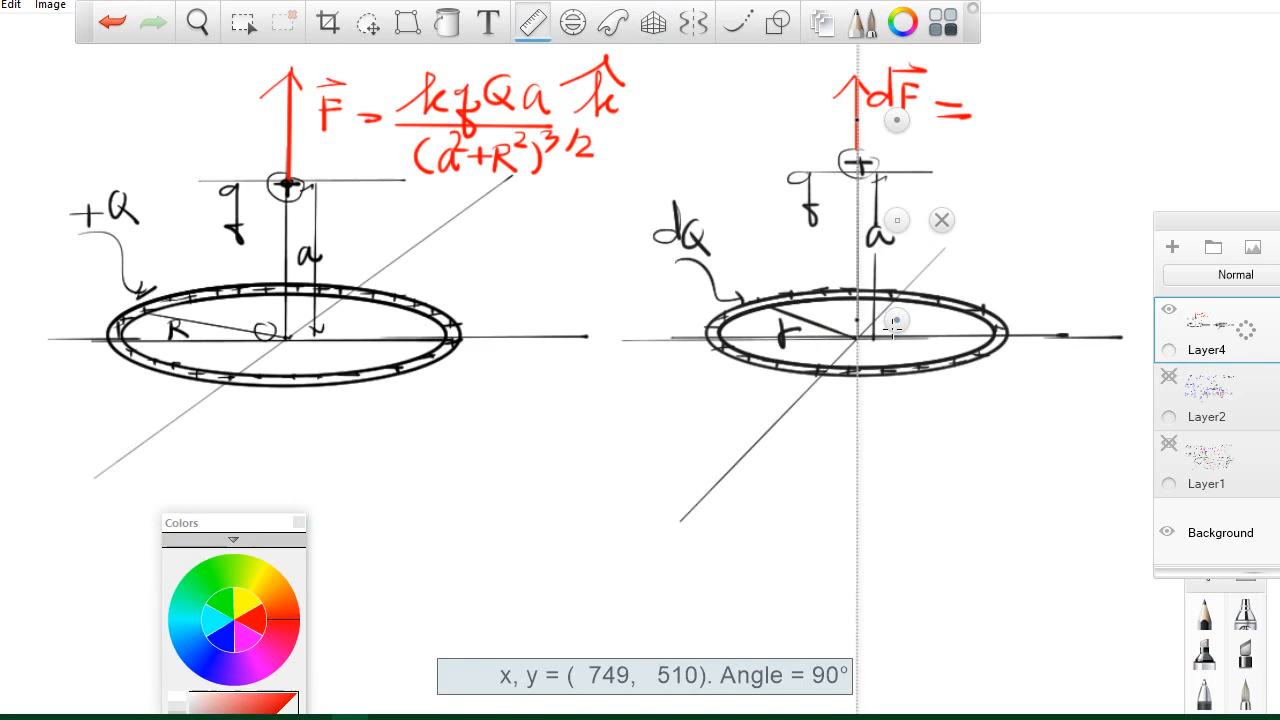 Edit Image
T
F⃗ = kqQa k̂
(a²+R²)^3/2
dF⃗ =
+Q
q
a
R
O
dQ
q
a
r
Normal
Layer4
Layer2
Layer1
Background
Colors
x, y = ( 749, 510). Angle = 90°